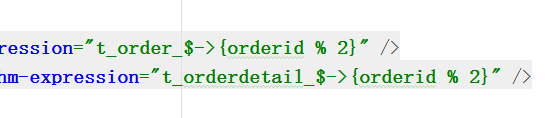 ression="t_order_$->{orderid % 2}" />
hm-expression="t_orderdetail_$->{orderid % 2}" />